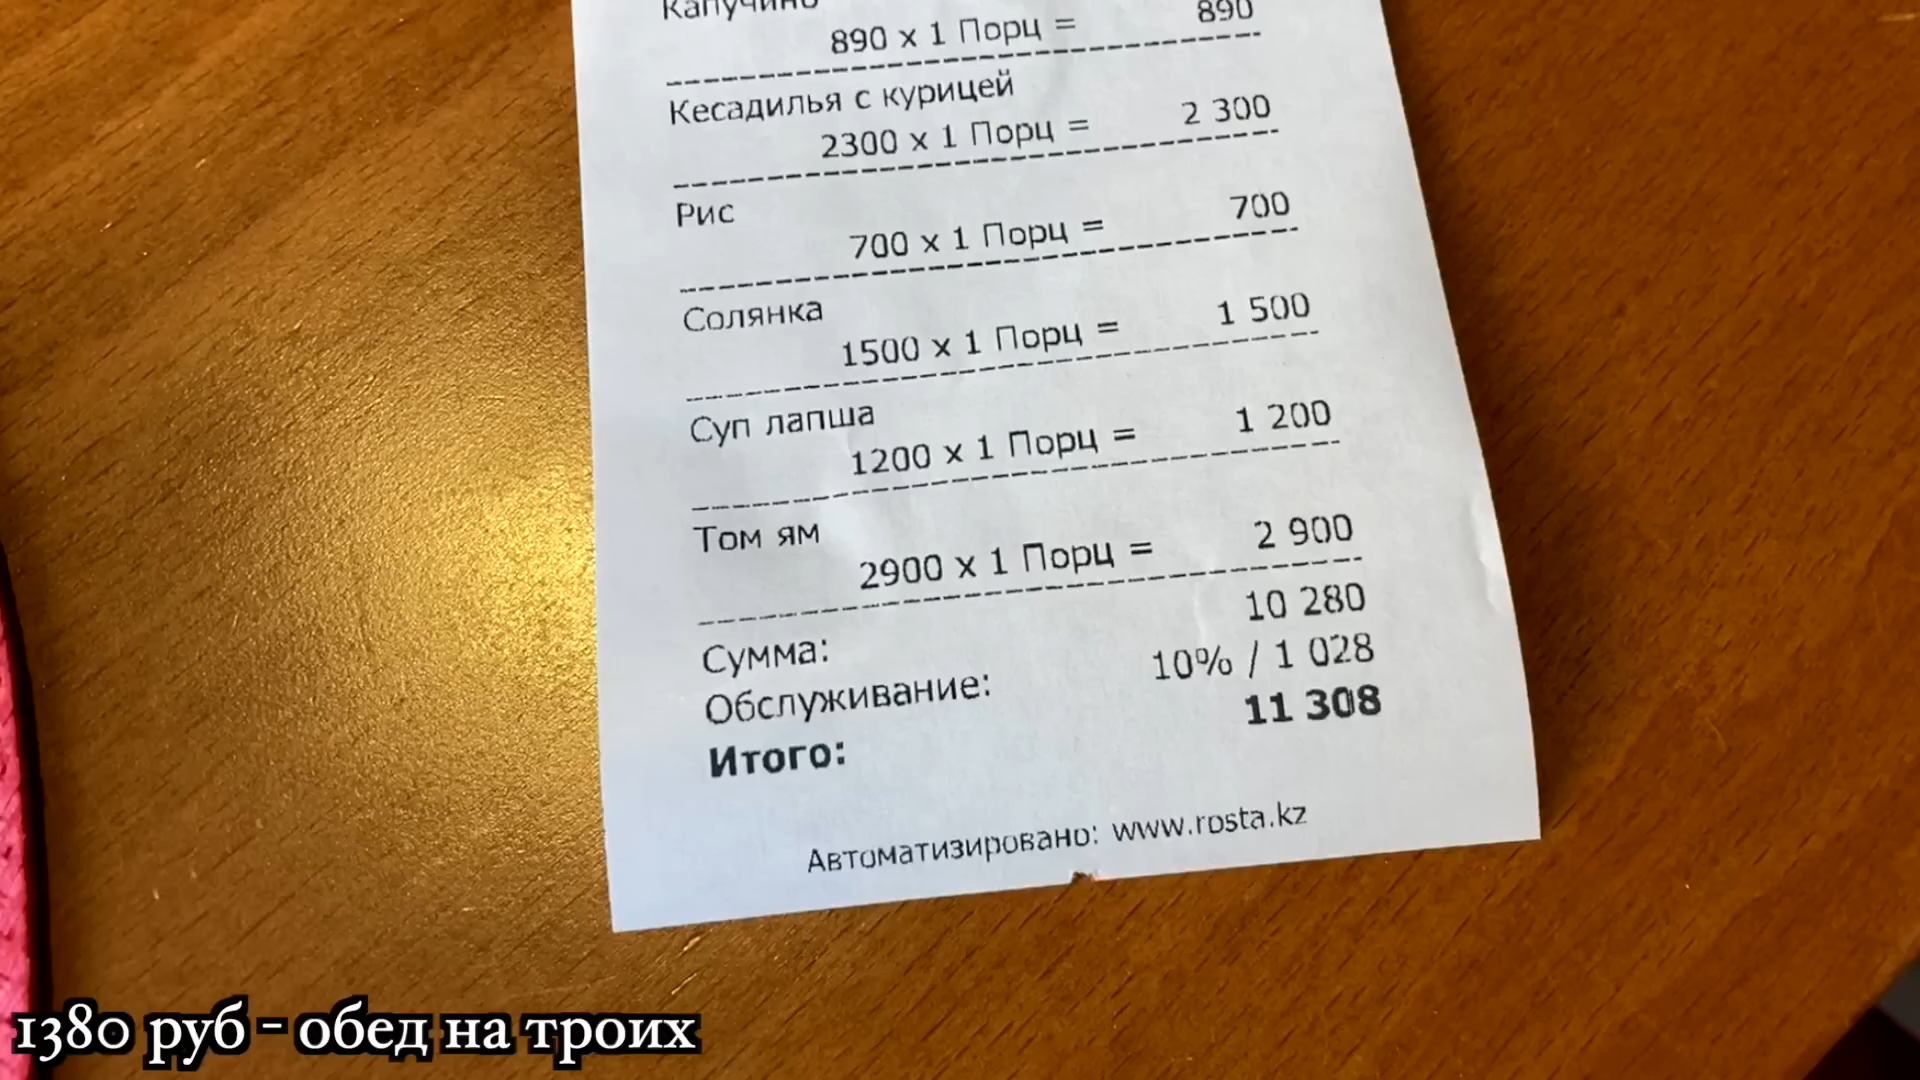 Капучино
890 x 1 Порц = 890
Кесадилья с курицей
2300 x 1 Порц = 2 300
Рис
700 x 1 Порц = 700
Солянка
1500 x 1 Порц = 1 500
Суп лапша
1200 x 1 Порц = 1 200
Том ям
2900 x 1 Порц = 2 900
Сумма: 10 280
Обслуживание: 10% / 1 028
Итого: 11 308
Автоматизировано: www.rosta.kz
1380 руб - обед на троих